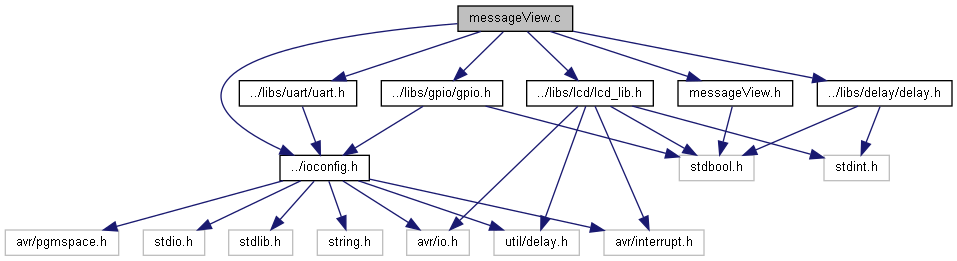 messageView.c
../libs/uart/uart.h
../libs/gpio/gpio.h
../libs/lcd/lcd_lib.h
messageView.h
../libs/delay/delay.h
../ioconfig.h
stdbool.h
stdint.h
avr/pgmspace.h
stdio.h
stdlib.h
string.h
avr/io.h
util/delay.h
avr/interrupt.h